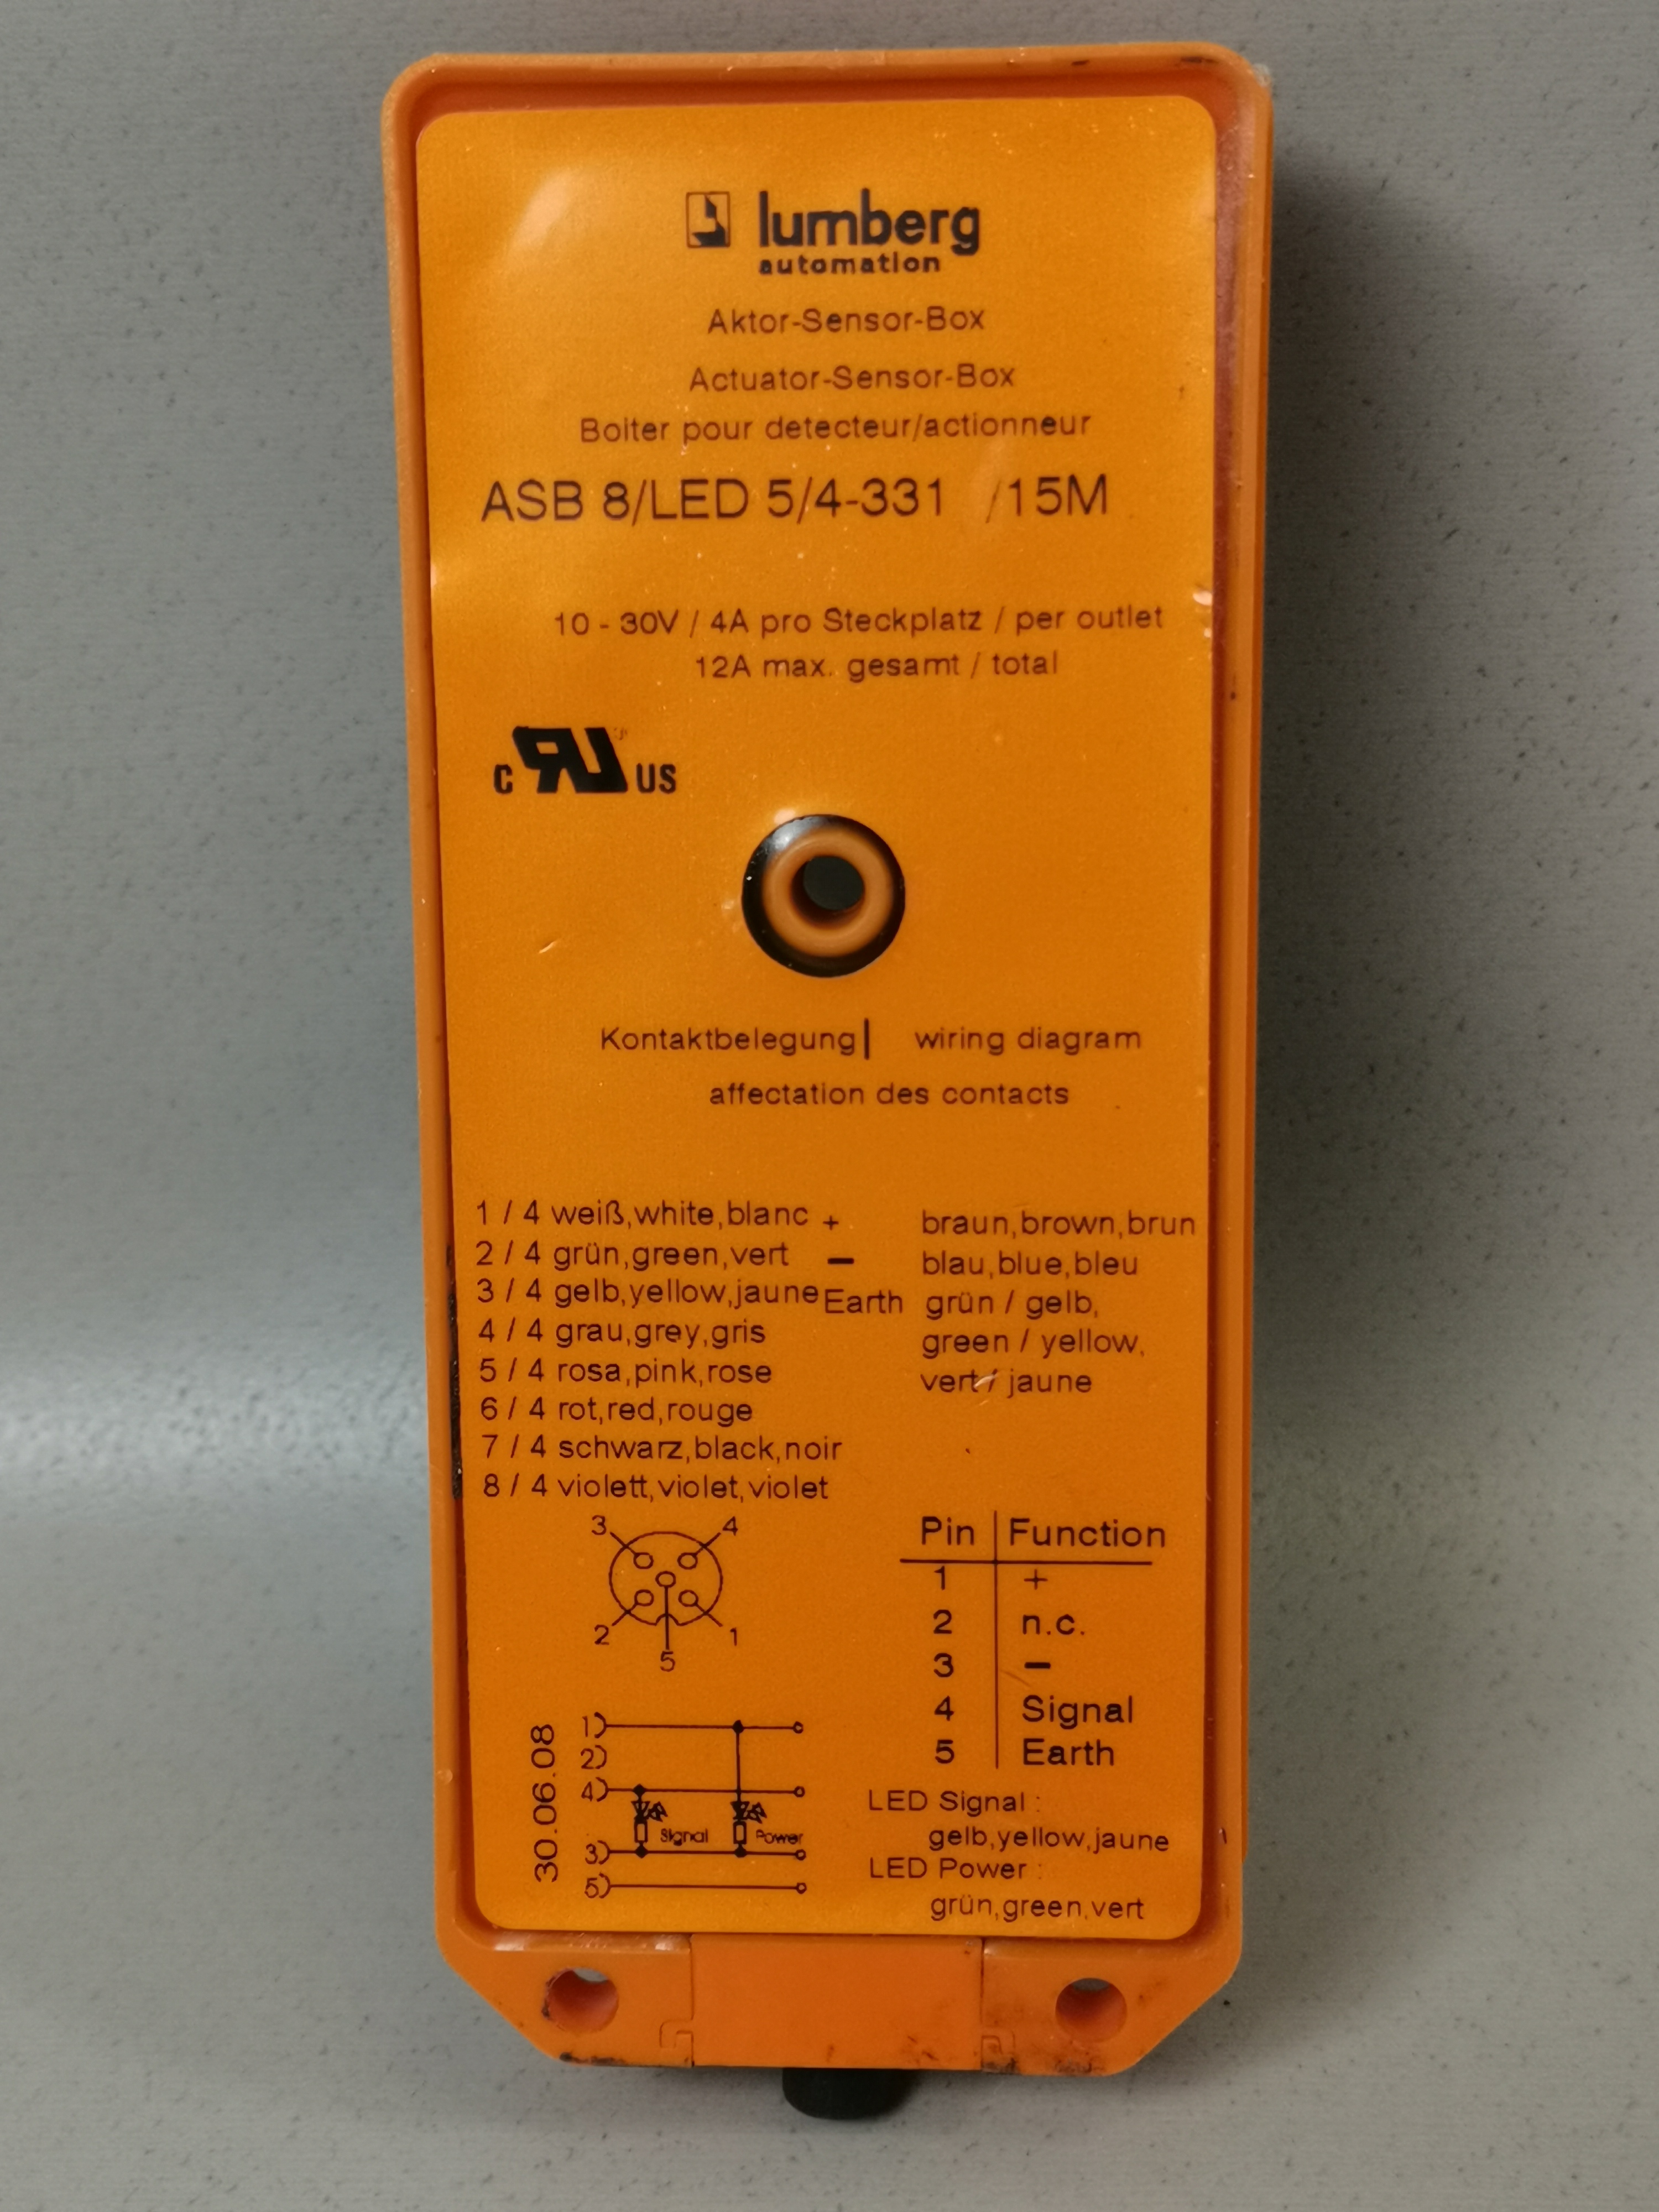 lumberg
automation
Aktor-Sensor-Box
Actuator-Sensor-Box
Boiter pour detecteur/actionneur
ASB 8/LED 5/4-331 /15M
10 - 30V / 4A pro Steckplatz / per outlet
12A max. gesamt / total
C RU US
Kontaktbelegung| wiring diagram
affectation des contacts
1 / 4 weiß,white,blanc
2 / 4 grün,green,vert
3 / 4 gelb,yellow,jaune
4 / 4 grau,grey,gris
5 / 4 rosa,pink,rose
6 / 4 rot,red,rouge
7 / 4 schwarz,black,noir
8 / 4 violett,violet,violet
+ braun,brown,brun
– blau,blue,bleu
Earth grün / gelb,
green / yellow,
vert / jaune
3 4
2 1
5
Pin Function
1 +
2 n.c.
3 –
4 Signal
5 Earth
30.06.08
1
2
4
Signal Power
3
5
LED Signal :
gelb,yellow,jaune
LED Power :
grün,green,vert